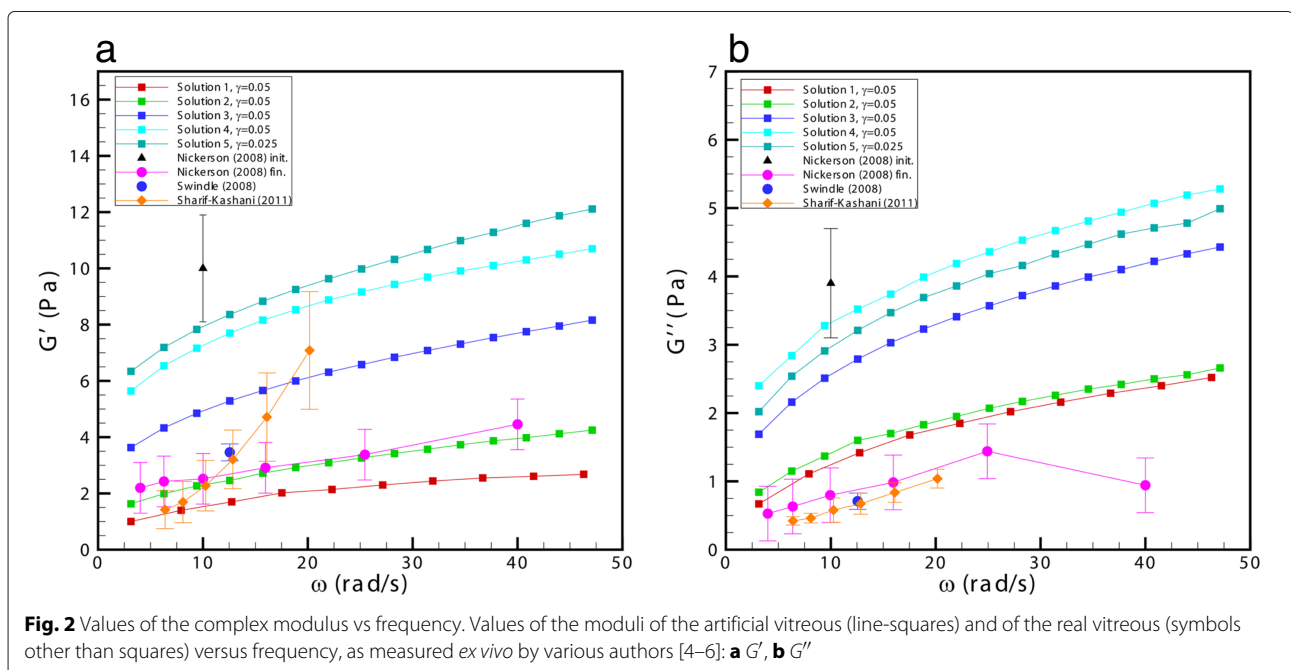 a
Solution 1, γ=0.05
Solution 2, γ=0.05
Solution 3, γ=0.05
Solution 4, γ=0.05
Solution 5, γ=0.025
Nickerson (2008) init.
Nickerson (2008) fin.
Swindle (2008)
Sharif-Kashani (2011)
16
14
12
10
8
6
4
2
0
G' (Pa)
0 10 20 30 40 50
ω (rad/s)
b
Solution 1, γ=0.05
Solution 2, γ=0.05
Solution 3, γ=0.05
Solution 4, γ=0.05
Solution 5, γ=0.025
Nickerson (2008) init.
Nickerson (2008) fin.
Swindle (2008)
Sharif-Kashani (2011)
7
6
5
4
3
2
1
0
G'' (Pa)
0 10 20 30 40 50
ω (rad/s)
Fig. 2 Values of the complex modulus vs frequency. Values of the moduli of the artificial vitreous (line-squares) and of the real vitreous (symbols
other than squares) versus frequency, as measured ex vivo by various authors [4–6]: a G′, b G′′